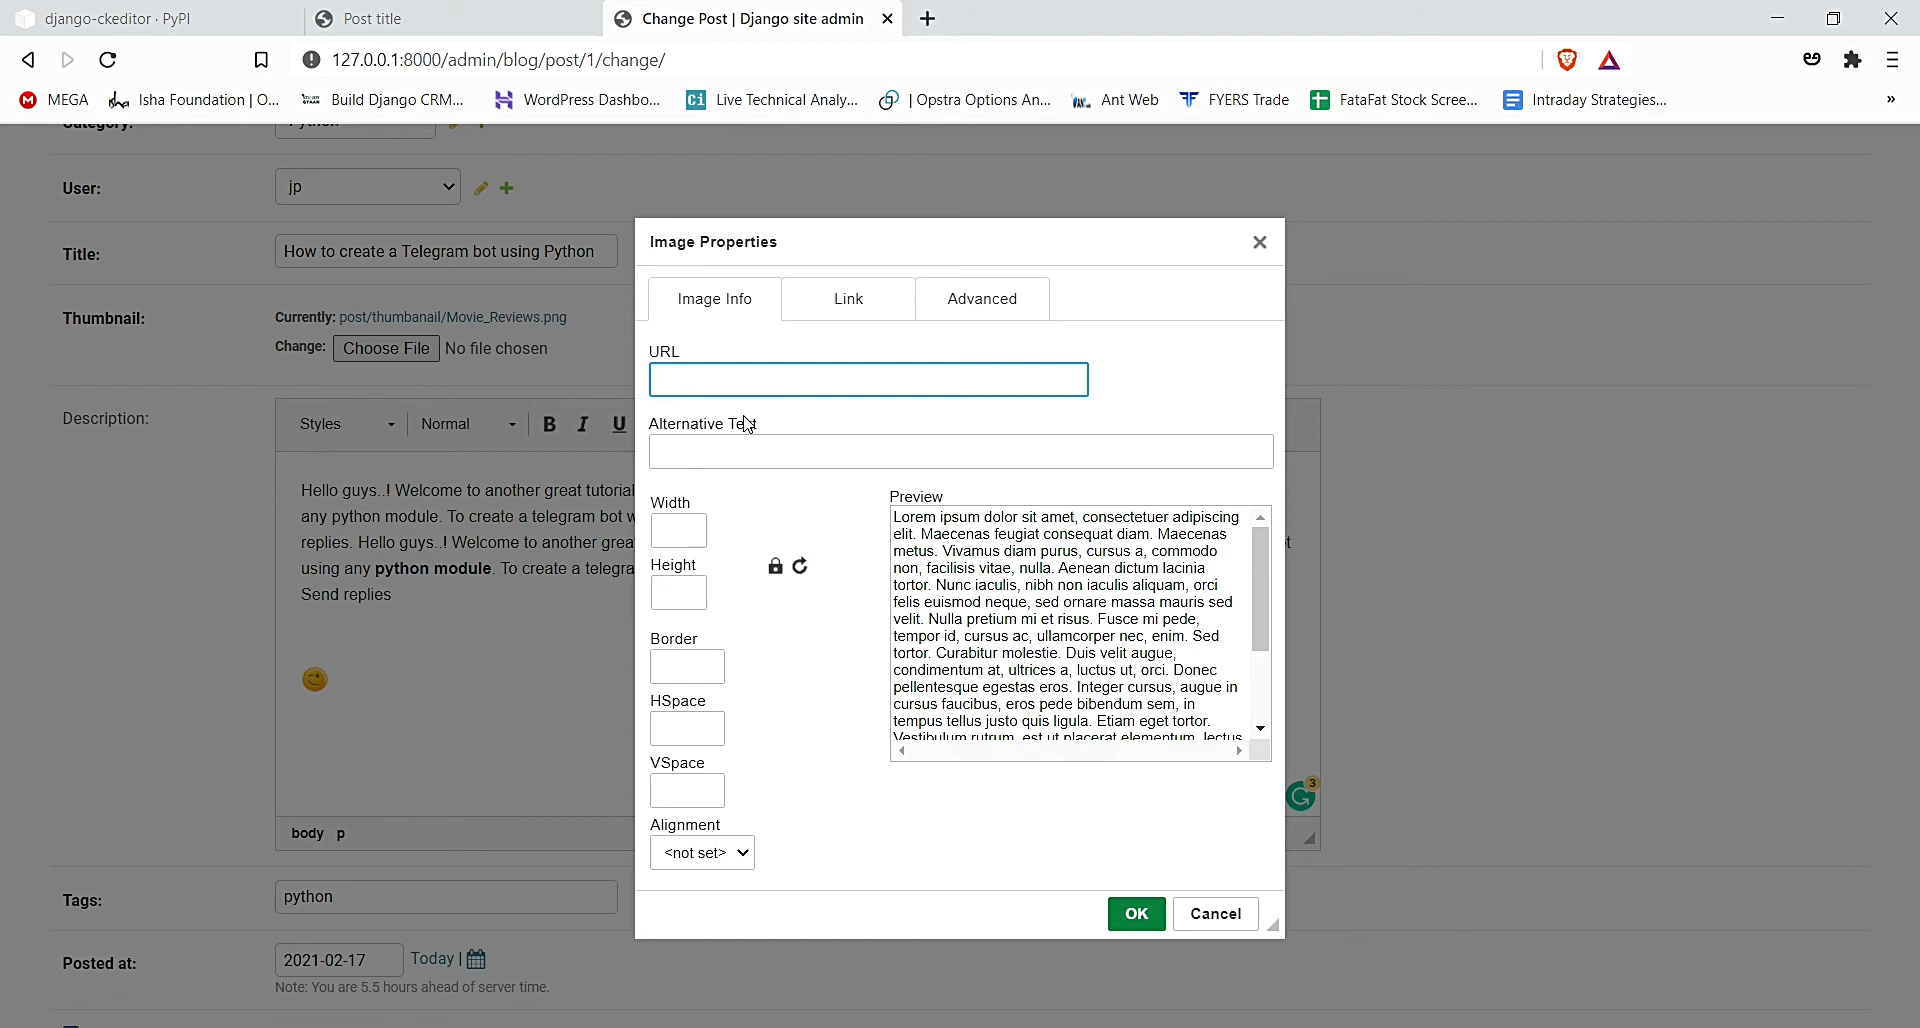 django-ckeditor · PyPI
Post title
Change Post | Django site admin
127.0.0.1:8000/admin/blog/post/1/change/
MEGA
Isha Foundation | O...
Build Django CRM...
WordPress Dashbo...
Ci
Live Technical Analy...
| Opstra Options An...
Ant Web
FYERS Trade
FataFat Stock Scree...
Intraday Strategies...
»
Category:
Python
User:
jp
Title:
How to create a Telegram bot using Python
Thumbnail:
Currently: post/thumbanail/Movie_Reviews.png
Change: Choose File No file chosen
Description:
Styles
Normal
B I U
Hello guys..! Welcome to another great tutorial
any python module. To create a telegram bot w
replies. Hello guys..! Welcome to another grea
using any python module. To create a telegra
Send replies
body p
Tags:
python
Posted at:
2021-02-17
Today |
Note: You are 5.5 hours ahead of server time.
Image Properties
Image Info
Link
Advanced
URL
Alternative Text
Width
Height
Border
HSpace
VSpace
Alignment
<not set>
Preview
Lorem ipsum dolor sit amet, consectetuer adipiscing
elit. Maecenas feugiat consequat diam. Maecenas
metus. Vivamus diam purus, cursus a, commodo
non, facilisis vitae, nulla. Aenean dictum lacinia
tortor. Nunc iaculis, nibh non iaculis aliquam, orci
felis euismod neque, sed ornare massa mauris sed
velit. Nulla pretium mi et risus. Fusce mi pede,
tempor id, cursus ac, ullamcorper nec, enim. Sed
tortor. Curabitur molestie. Duis velit augue,
condimentum at, ultrices a, luctus ut, orci. Donec
pellentesque egestas eros. Integer cursus, augue in
cursus faucibus, eros pede bibendum sem, in
tempus tellus justo quis ligula. Etiam eget tortor.
Vestibulum rutrum, est ut placerat elementum, lectus
OK
Cancel
3